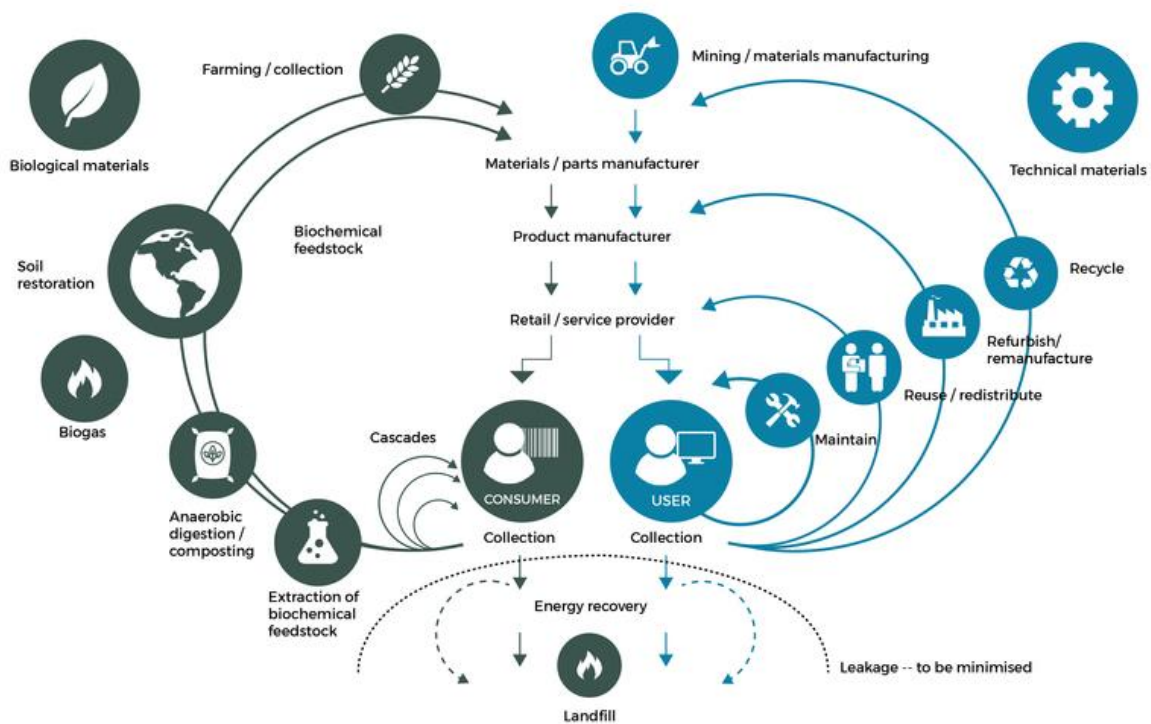 Farming / collection
Mining / materials manufacturing
Biological materials
Technical materials
Materials / parts manufacturer
Biochemical
feedstock
Product manufacturer
Soil
restoration
Recycle
Retail / service provider
Refurbish/
remanufacture
Reuse / redistribute
Biogas
Cascades
Maintain
CONSUMER
USER
Anaerobic
digestion /
composting
Collection
Collection
Extraction of
biochemical
feedstock
Energy recovery
Leakage -- to be minimised
Landfill